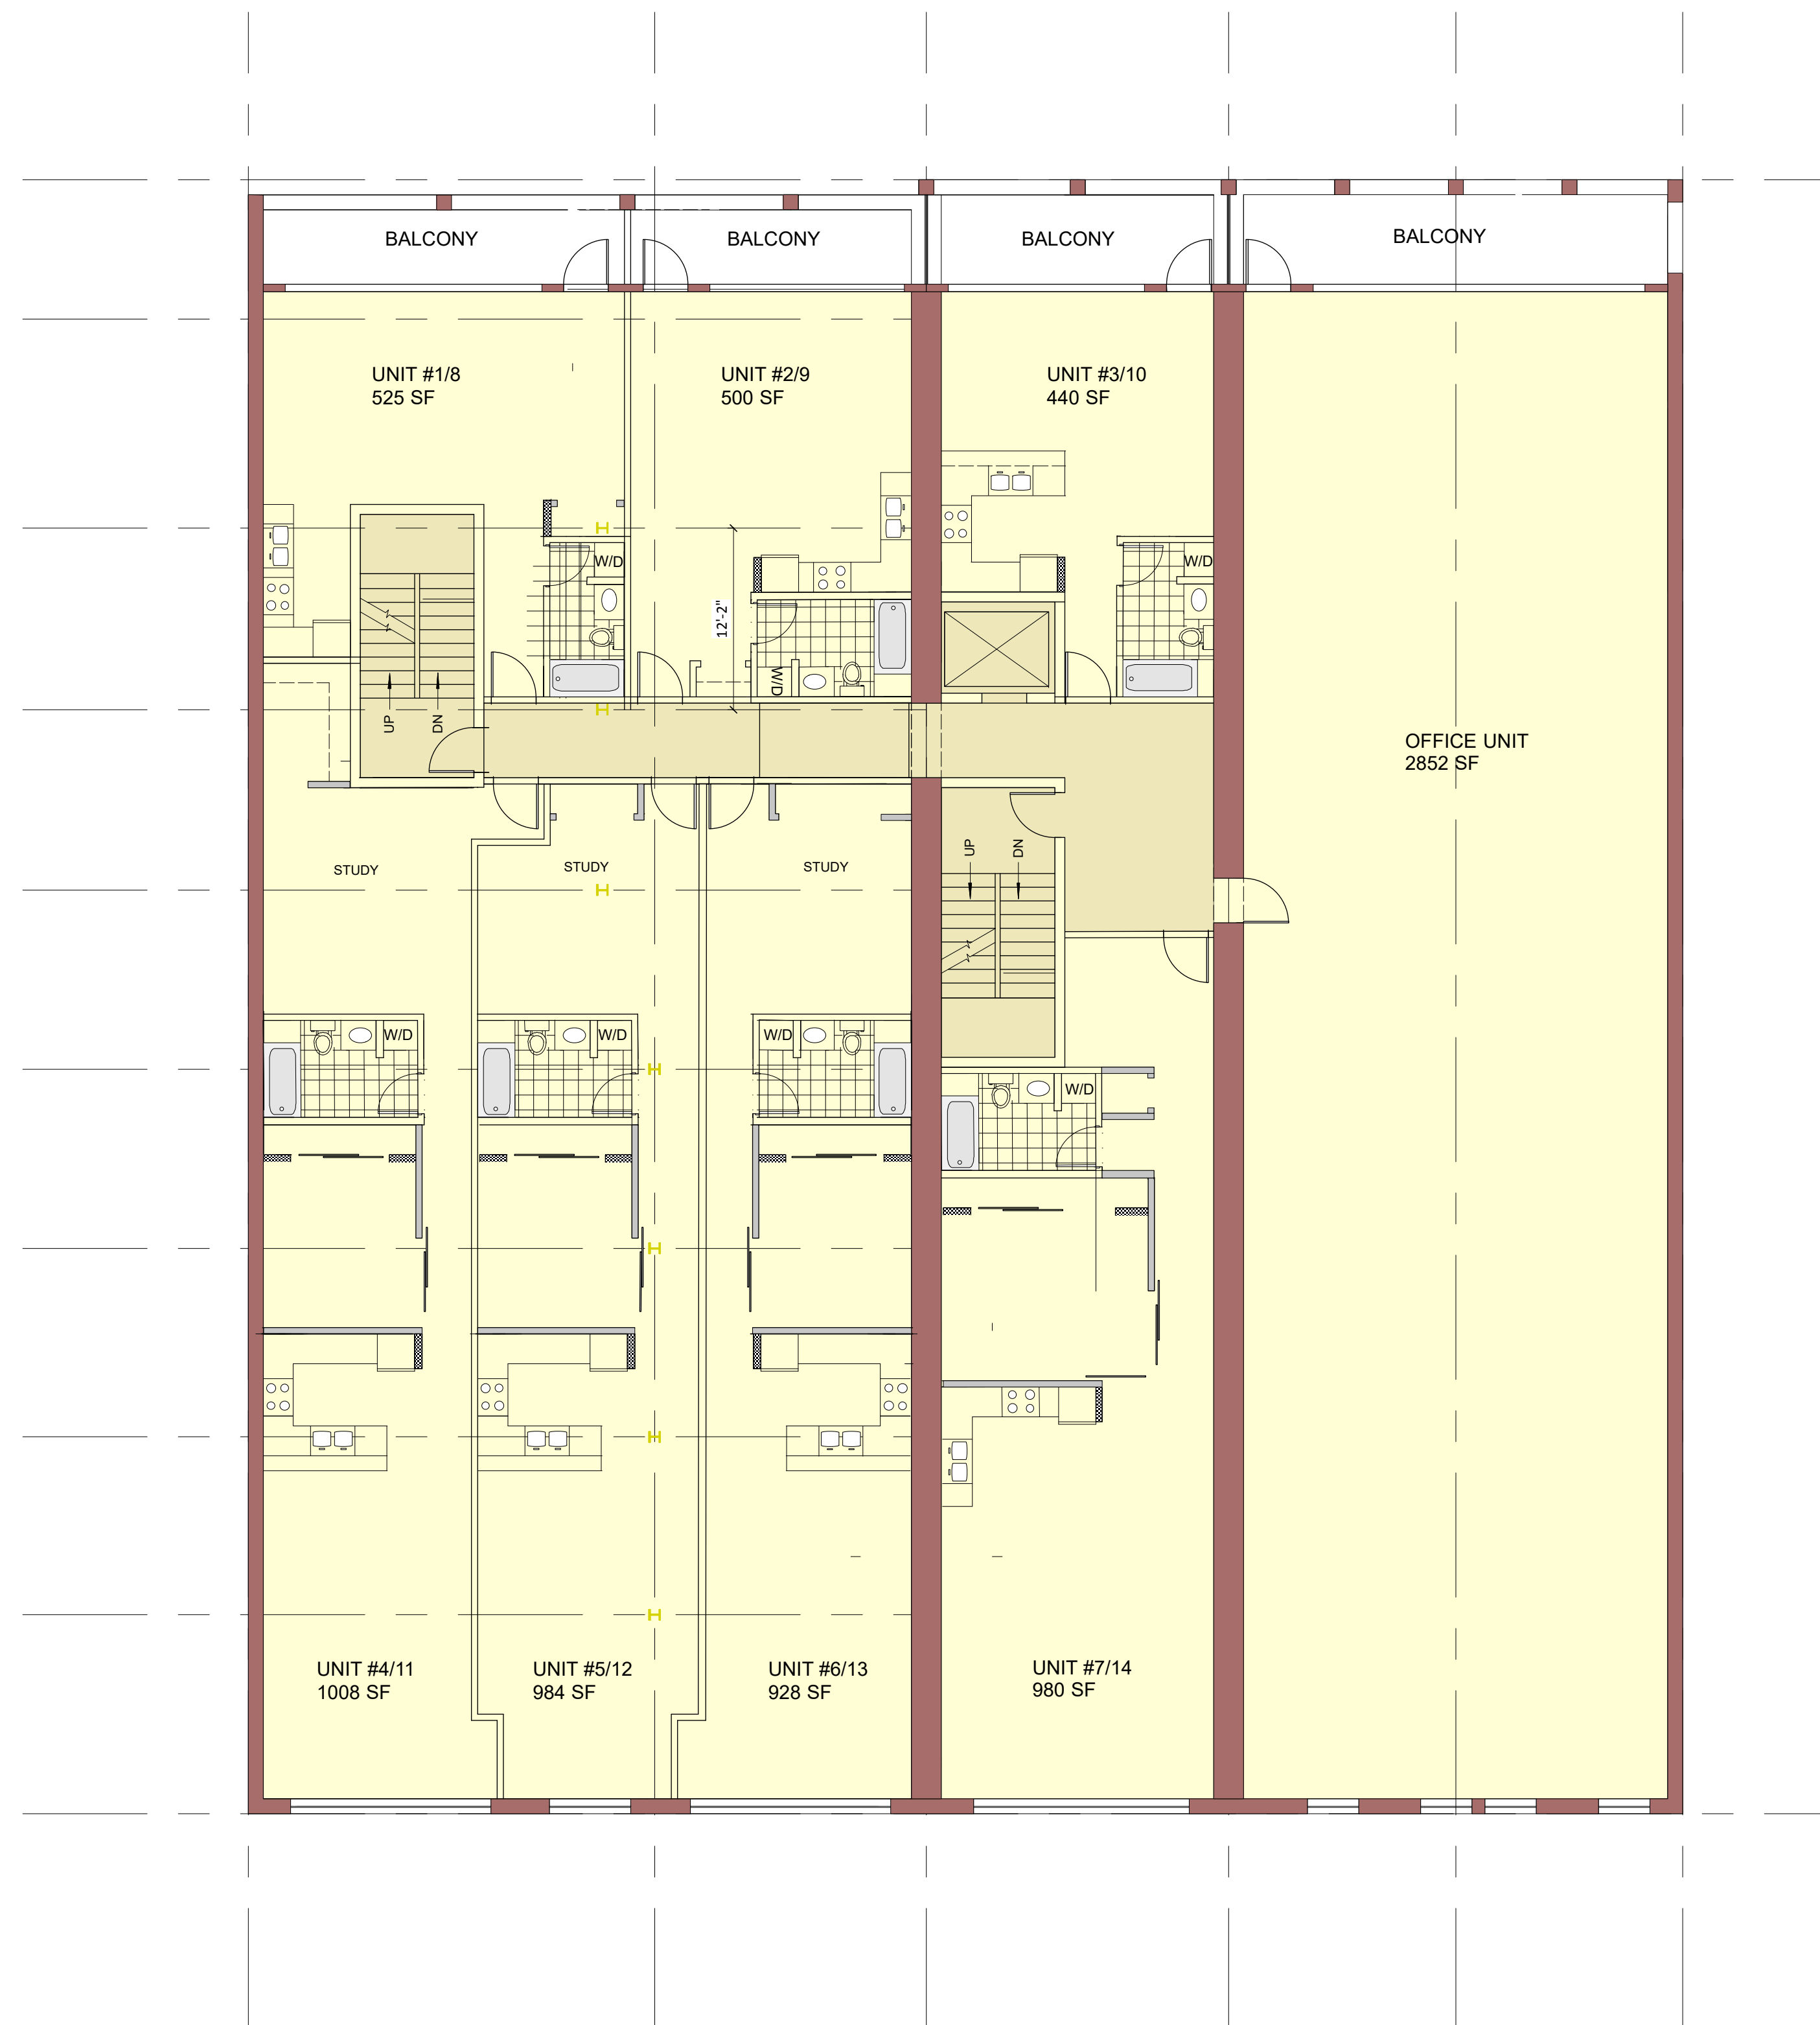 BALCONY
BALCONY
BALCONY
BALCONY
UNIT #1/8
525 SF
UNIT #2/9
500 SF
UNIT #3/10
440 SF
W/D
W/D
12'-2"
W/D
UP
DN
OFFICE UNIT
2852 SF
UP
DN
STUDY
STUDY
STUDY
W/D
W/D
W/D
W/D
UNIT #4/11
1008 SF
UNIT #5/12
984 SF
UNIT #6/13
928 SF
UNIT #7/14
980 SF